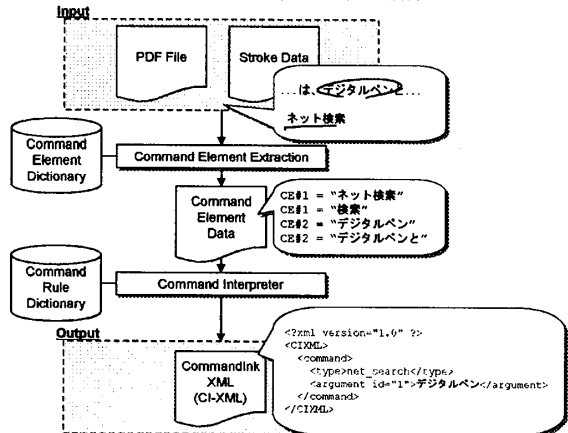 Input
PDF File
Stroke Data
...は、デジタルペンと...
ネット検索
Command
Element
Dictionary
Command Element Extraction
Command
Element
Data
CE#1 = "ネット検索"
CE#1 = "検索"
CE#2 = "デジタルペン"
CE#2 = "デジタルペンと"
Command
Rule
Dictionary
Command Interpreter
Output
CommandInk
XML
(CI-XML)
<?xml version="1.0" ?>
<CIXML>
<command>
<type>net_search</type>
<argument id="1">デジタルペン</argument>
</command>
</CIXML>